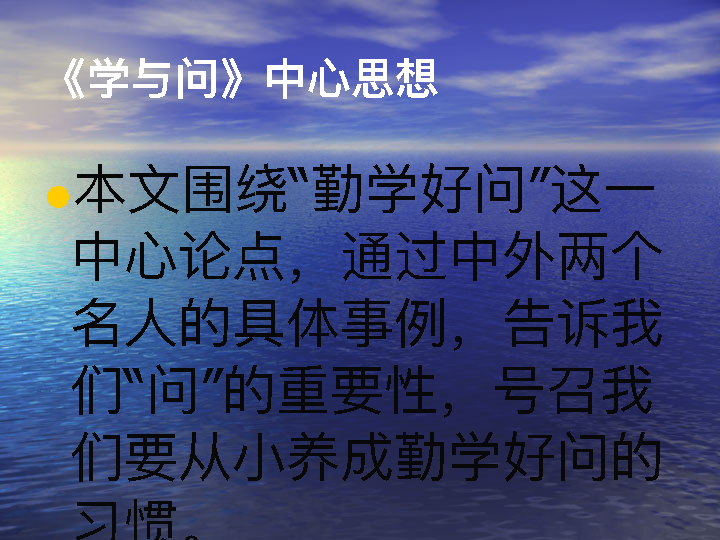 《学与问》中心思想
本文围绕“勤学好问”这一
中心论点，通过中外两个
名人的具体事例，告诉我
们“问”的重要性，号召我
们要从小养成勤学好问的
习惯。